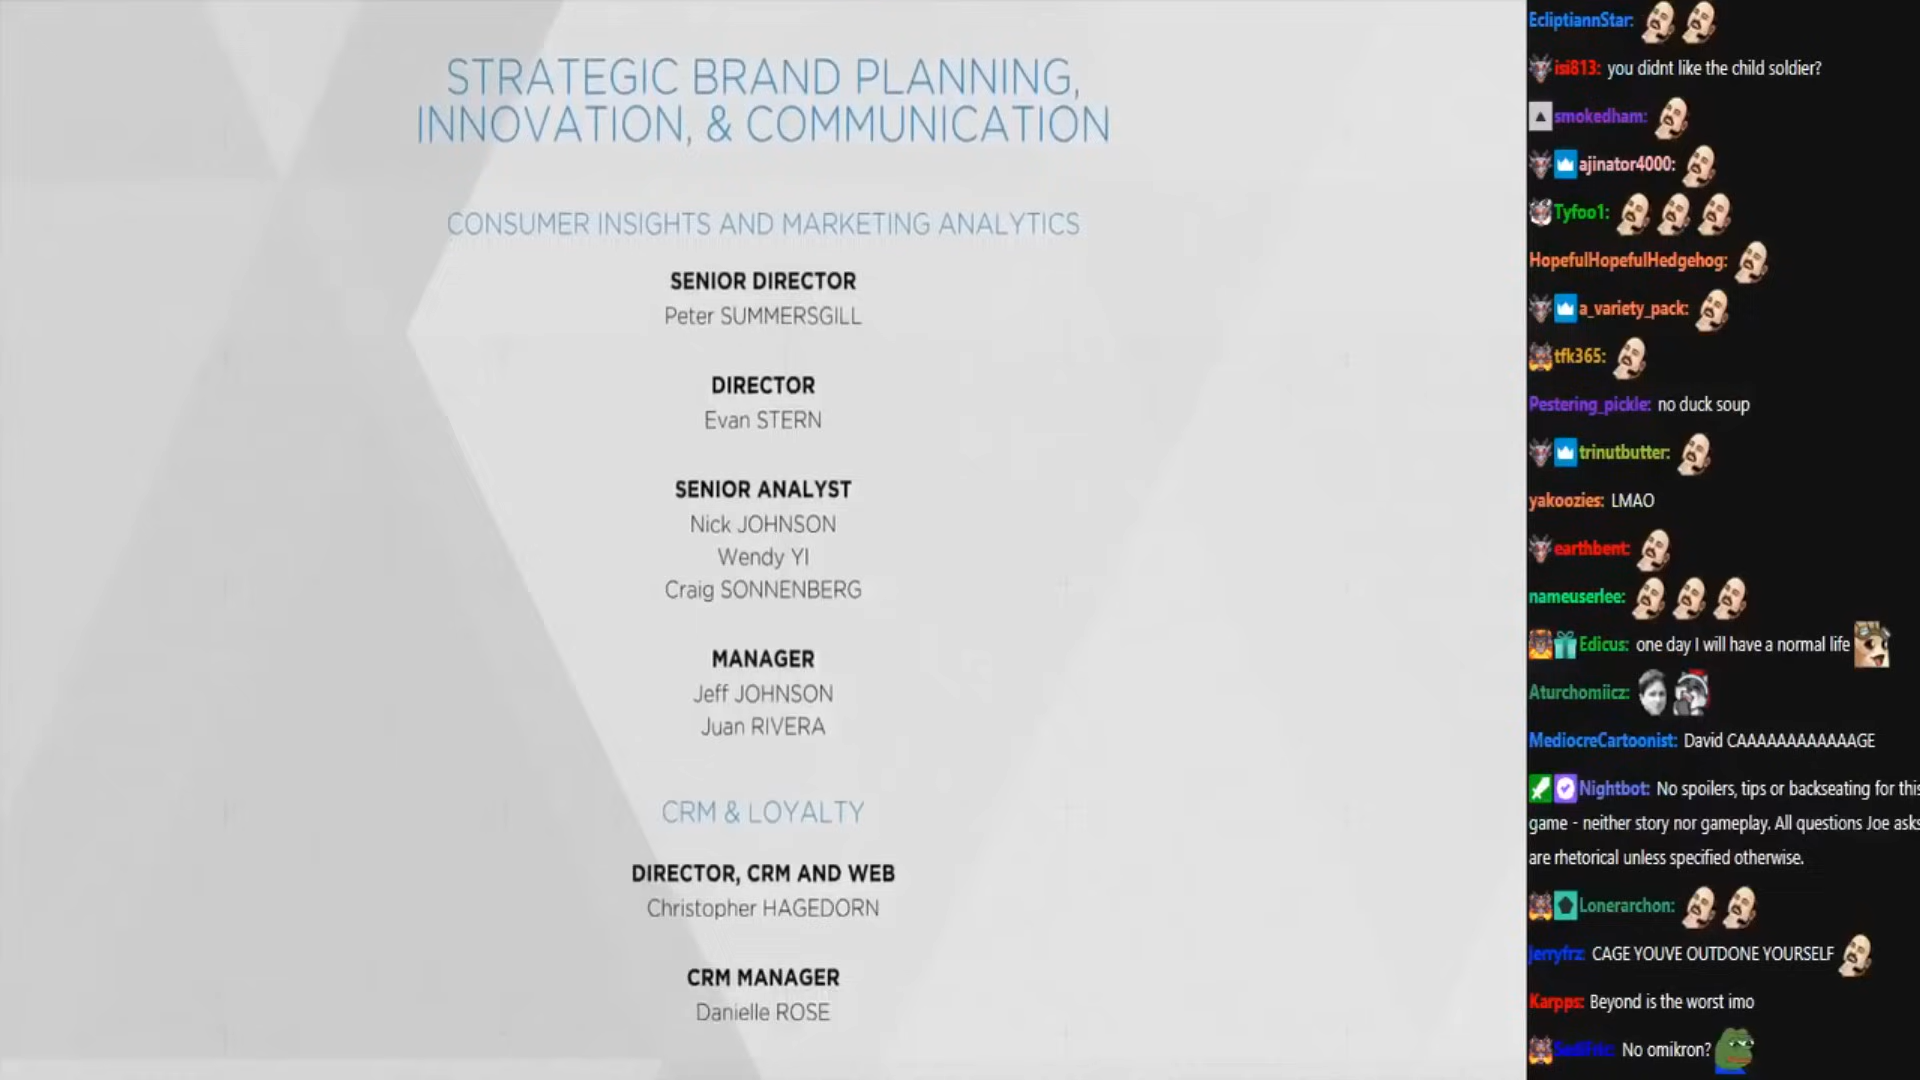 STRATEGIC BRAND PLANNING,
INNOVATION, & COMMUNICATION
CONSUMER INSIGHTS AND MARKETING ANALYTICS
SENIOR DIRECTOR
Peter SUMMERSGILL
DIRECTOR
Evan STERN
SENIOR ANALYST
Nick JOHNSON
Wendy YI
Craig SONNENBERG
MANAGER
Jeff JOHNSON
Juan RIVERA
CRM & LOYALTY
DIRECTOR, CRM AND WEB
Christopher HAGEDORN
CRM MANAGER
Danielle ROSE
EcliptiannStar:
isi813: you didnt like the child soldier?
smokedham:
ajinator4000:
Tyfoo1:
HopefulHopefulHedgehog:
a_variety_pack:
tfk365:
Pestering_pickle: no duck soup
trinutbutter:
yakoozies: LMAO
earthbent:
nameuserlee:
Edicus: one day I will have a normal life
Aturchomiicz:
MediocreCartoonist: David CAAAAAAAAAAAAGE
Nightbot: No spoilers, tips or backseating for this
game - neither story nor gameplay. All questions Joe asks
are rhetorical unless specified otherwise.
Lonerarchon:
Jerryfrz: CAGE YOUVE OUTDONE YOURSELF
Karpps: Beyond is the worst imo
No omikron?